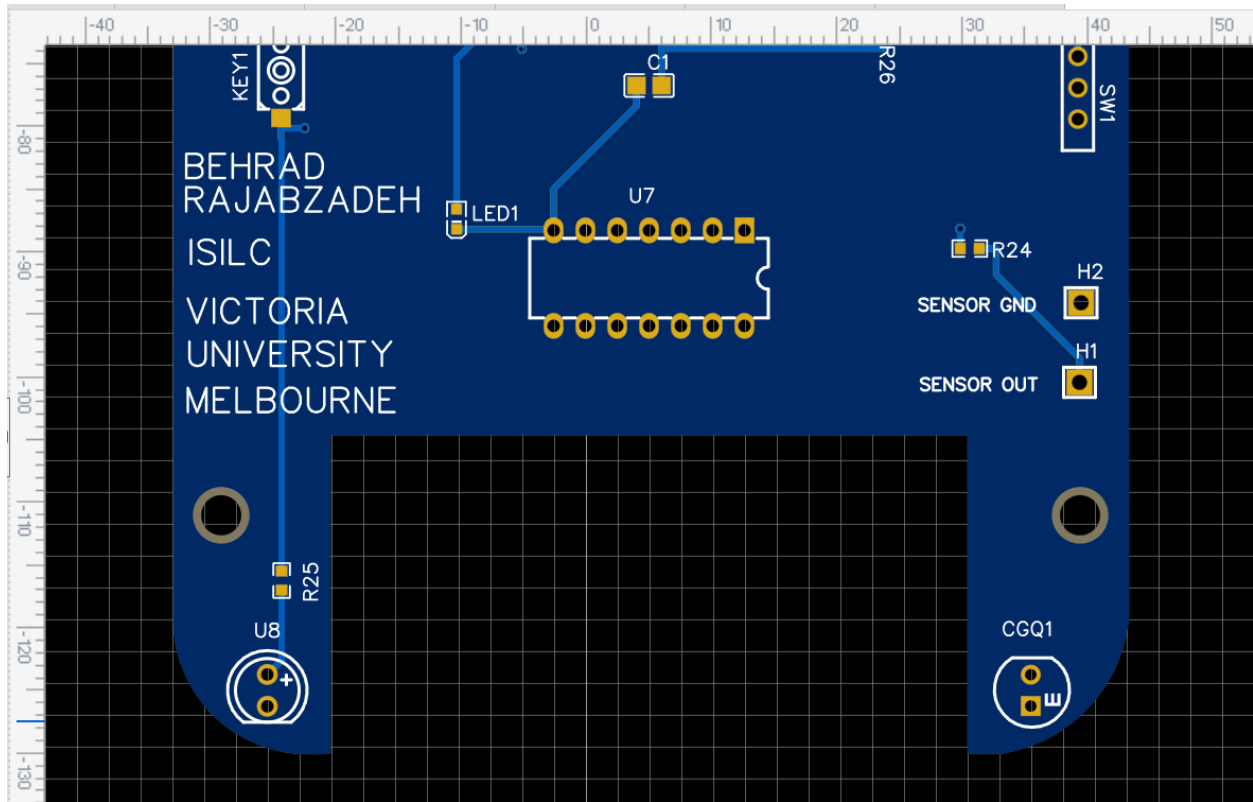 -40 -30 -20 -10 0 10 20 30 40 50
KEY1
C1
R26
SW1
-80
BEHRAD
RAJABZADEH
U7
LED1
ISILC
R24
-90
H2
VICTORIA
SENSOR GND
UNIVERSITY
H1
SENSOR OUT
MELBOURNE
-100
-110
R25
U8
CGQ1
-120
+
E
-130